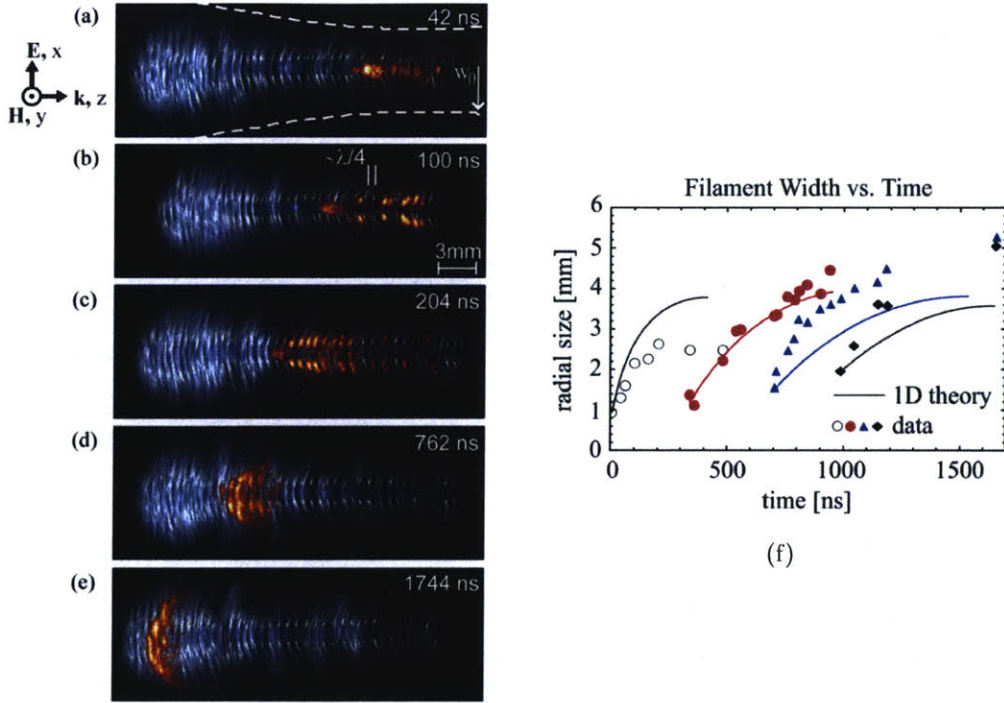 (a)
42 ns
E, x
k, z
H, y
w₀
(b)
~λ/4
100 ns
3mm
(c)
204 ns
(d)
762 ns
(e)
1744 ns
Filament Width vs. Time
radial size [mm]
6
5
4
3
2
1
0
1D theory
data
0
500
1000
1500
time [ns]
(f)